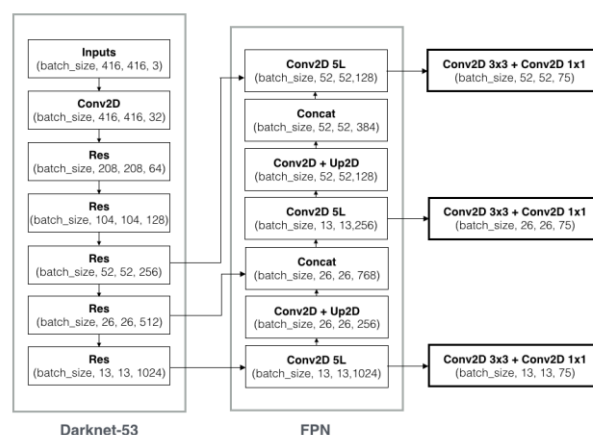 Inputs
(batch_size, 416, 416, 3)
Conv2D
(batch_size, 416, 416, 32)
Res
(batch_size, 208, 208, 64)
Res
(batch_size, 104, 104, 128)
Res
(batch_size, 52, 52, 256)
Res
(batch_size, 26, 26, 512)
Res
(batch_size, 13, 13, 1024)
Darknet-53
Conv2D 5L
(batch_size, 52, 52,128)
Concat
(batch_size, 52, 52, 384)
Conv2D + Up2D
(batch_size, 52, 52,128)
Conv2D 5L
(batch_size, 13, 13,256)
Concat
(batch_size, 26, 26, 768)
Conv2D + Up2D
(batch_size, 26, 26, 256)
Conv2D 5L
(batch_size, 13, 13,1024)
FPN
Conv2D 3x3 + Conv2D 1x1
(batch_size, 52, 52, 75)
Conv2D 3x3 + Conv2D 1x1
(batch_size, 26, 26, 75)
Conv2D 3x3 + Conv2D 1x1
(batch_size, 13, 13, 75)